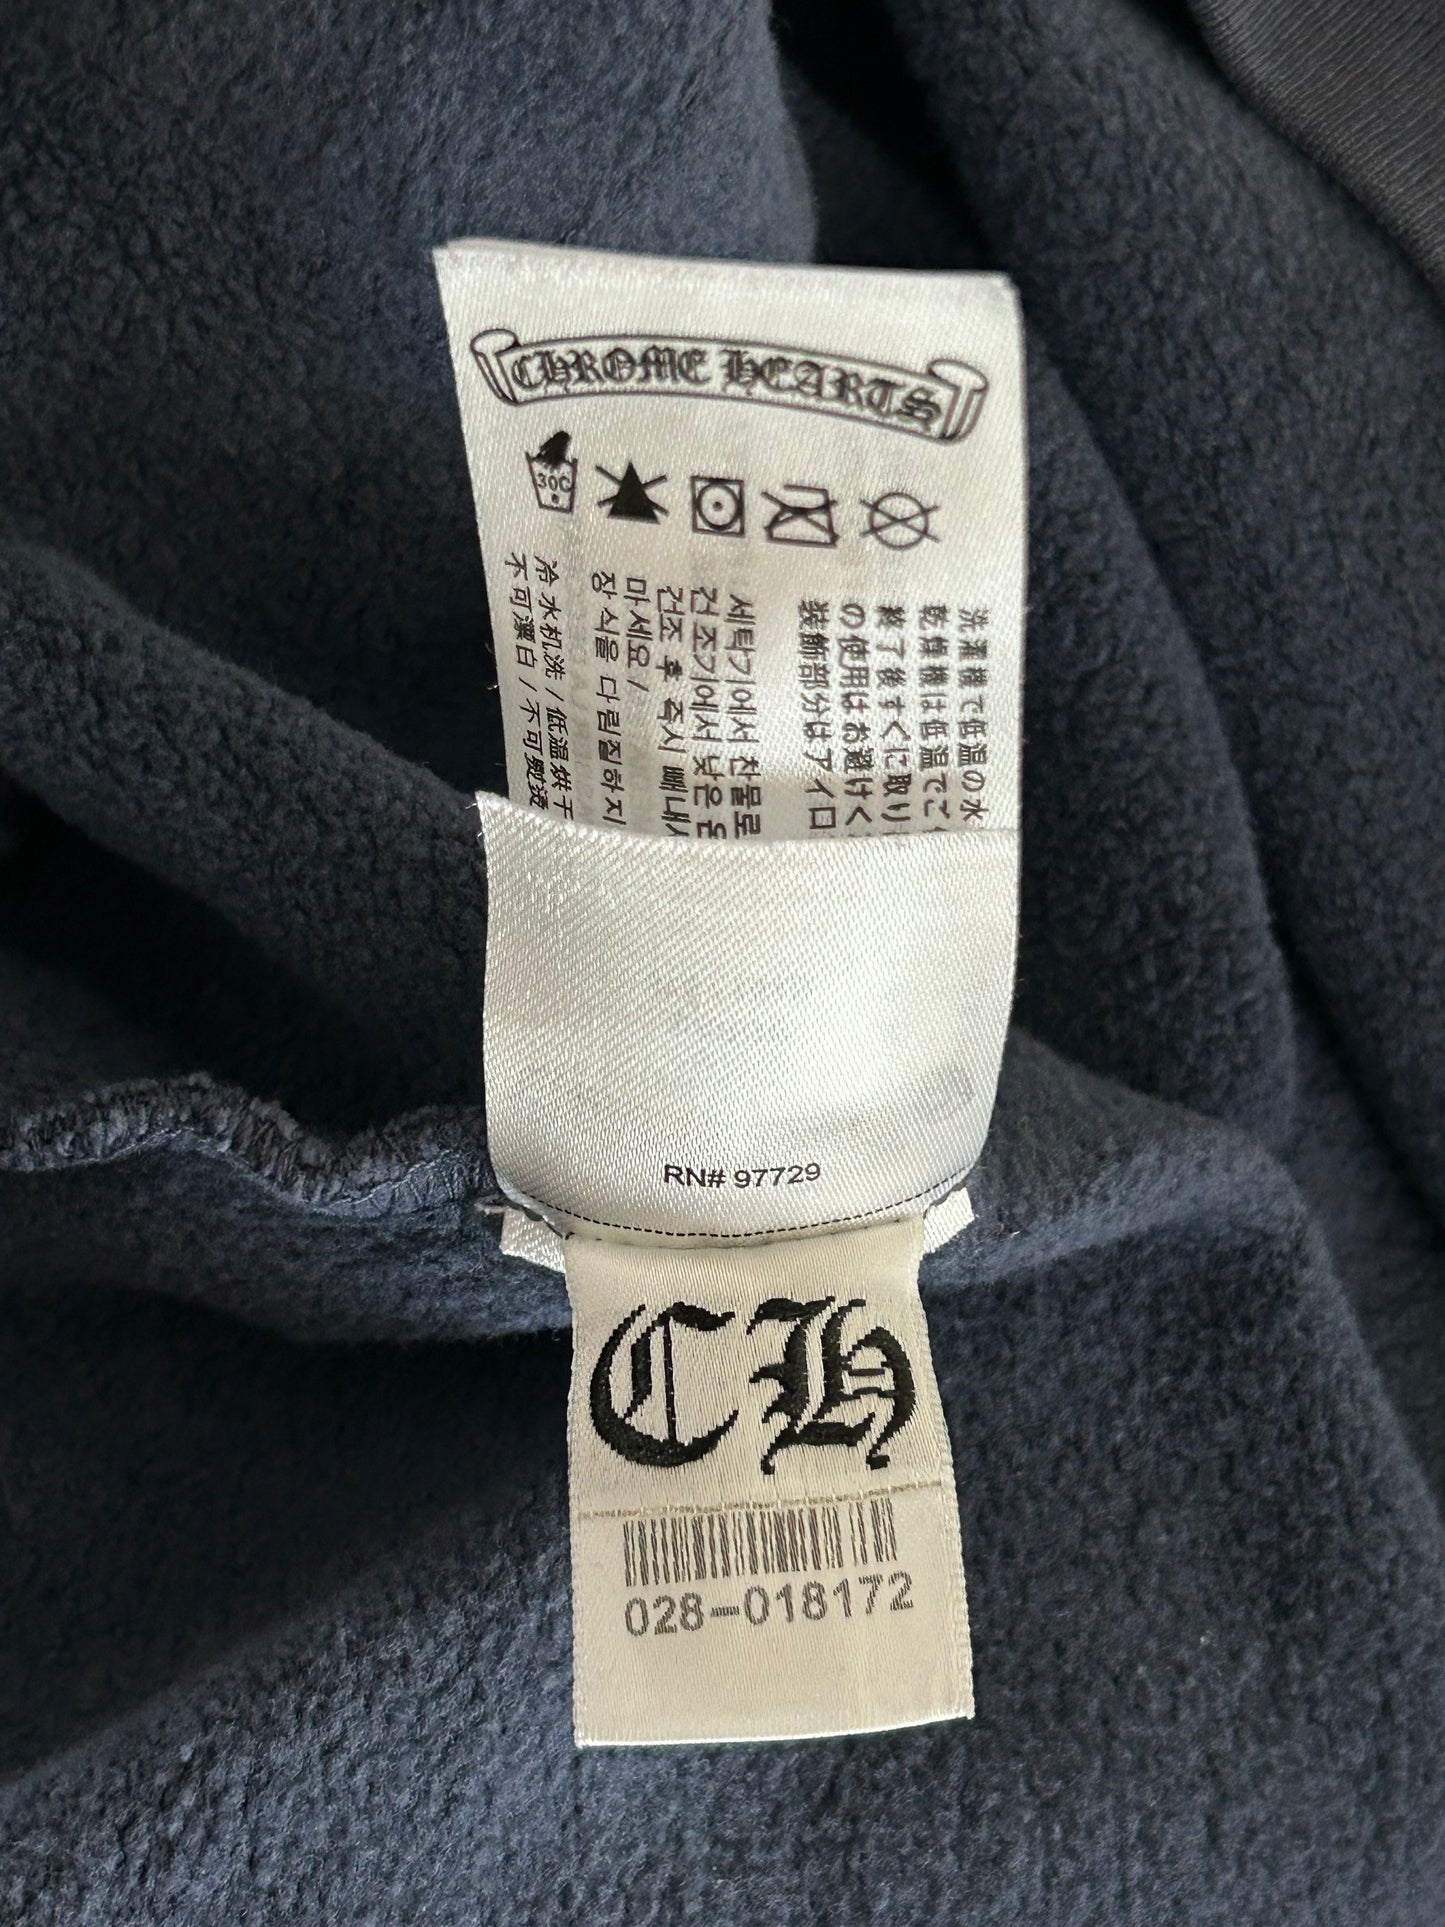 CHROME HEARTS
30C
洗濯機で低温の水
乾燥機は低温でご
終了後すぐに取り
の使用はお避けく
装飾部分はアイロ
세탁기에서 찬물로
건조기에서 낮은 온
건조 후 즉시 빼내
마세요 /
장식을 다림질하지
冷水机洗 / 低温烘干
不可漂白 / 不可熨烫
RN# 97729
CH
028-018172